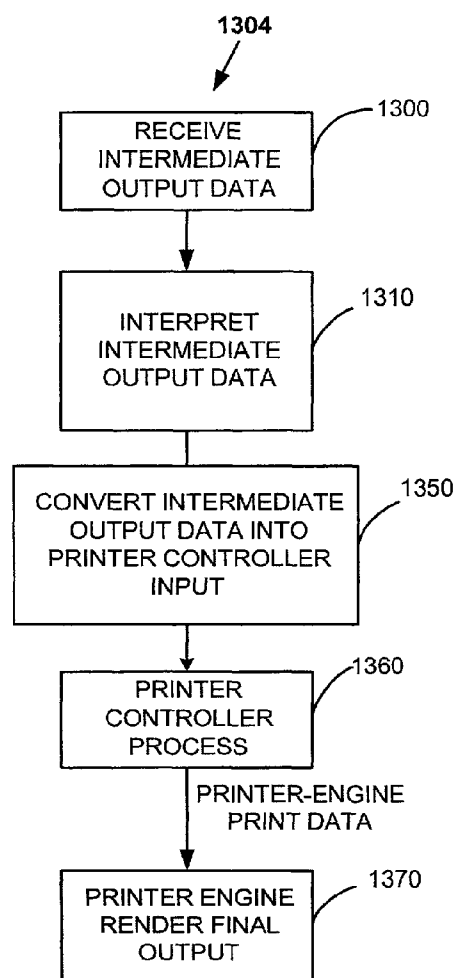 1304
RECEIVE
INTERMEDIATE
OUTPUT DATA
1300
INTERPRET
INTERMEDIATE
OUTPUT DATA
1310
CONVERT INTERMEDIATE
OUTPUT DATA INTO
PRINTER CONTROLLER
INPUT
1350
PRINTER
CONTROLLER
PROCESS
1360
PRINTER-ENGINE
PRINT DATA
PRINTER ENGINE
RENDER FINAL
OUTPUT
1370